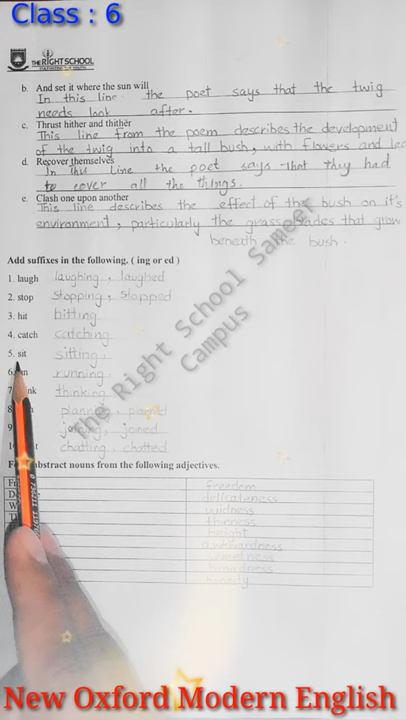 Class : 6
THE RIGHT SCHOOL
b. And set it where the sun will
In this line the poet says that the twig
needs look after.
c. Thrust hither and thither
This line from the poem describes the development
of the twig into a tall bush, with flowers and lea
d. Recover themselves
In this line the poet says that they had
to cover all the things.
e. Clash one upon another
This line describes the effect of the bush on it's
environment, particularly the grass blades that grow
beneath the bush.
Add suffixes in the following. ( ing or ed )
1. laugh laughing, laughed
2. stop stopping, stopped
3. hit hitting
4. catch catching
5. sit sitting
6. running
7. thinking
8. planning
9. joining, joined
chatting, chatted
abstract nouns from the following adjectives.
freedom
delicateness
thinness
height
awkwardness
sweetness
honesty
The Right School Sameer
Campus
New Oxford Modern English